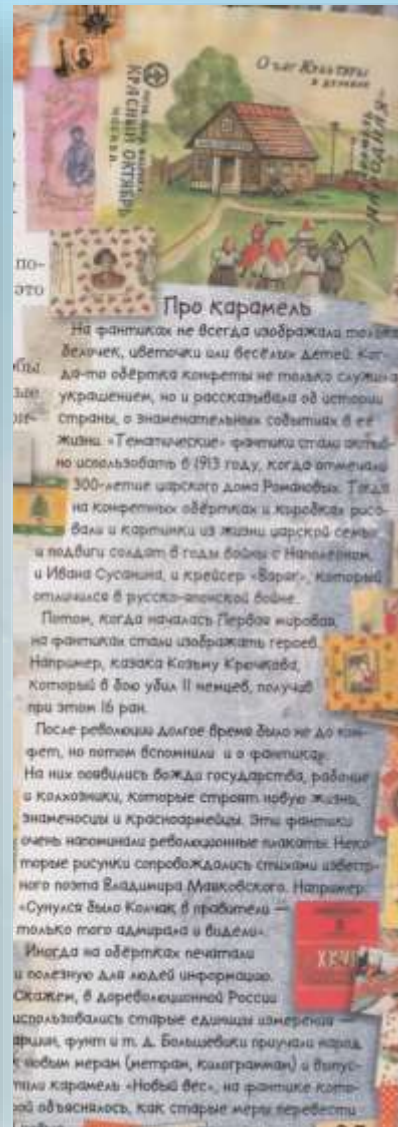 Очаг Культуры
в деревне
КРАСНЫЙ ОКТЯБРЬ
МОСКВА
по-
это
Про карамель
На фантиках не всегда изображали только
белочек, цветочки или весёлых детей. Ког-
да-то обёртка конфеты не только служила
украшением, но и рассказывала об истории
страны, о знаменательных событиях в её
жизни. «Тематические» фантики стали актив-
но использовать в 1913 году, когда отмечали
300-летие царского дома Романовых. Тогда
на конфетных обёртках и коробках рисо-
вали и картинки из жизни царской семьи,
и подвиги солдат в годы войны с Наполеоном,
и Ивана Сусанина, и крейсер «Варяг», который
отличился в русско-японской войне.
Потом, когда началась Первая мировая,
на фантиках стали изображать героев.
Например, казака Козьму Крючкова,
который в бою убил 11 немцев, получив
при этом 16 ран.
После революции долгое время было не до кон-
фет, но потом вспомнили и о фантиках.
На них появились вожди государства, рабочие
и колхозники, которые строят новую жизнь,
знаменосцы и красноармейцы. Эти фантики
очень напоминали революционные плакаты. Неко-
торые рисунки сопровождались стихами извест-
ного поэта Владимира Маяковского. Например:
«Сунулся было Колчак в правители —
только того адмирала и видели».
Иногда на обёртках печатали
и полезную для людей информацию.
Скажем, в дореволюционной России
использовались старые единицы измерения —
аршин, фунт и т. д. Большевики приучали народ
к новым мерам (метрам, килограммам) и выпус-
тили карамель «Новый вес», на фантике кото-
рой объяснялось, как старые меры перевести